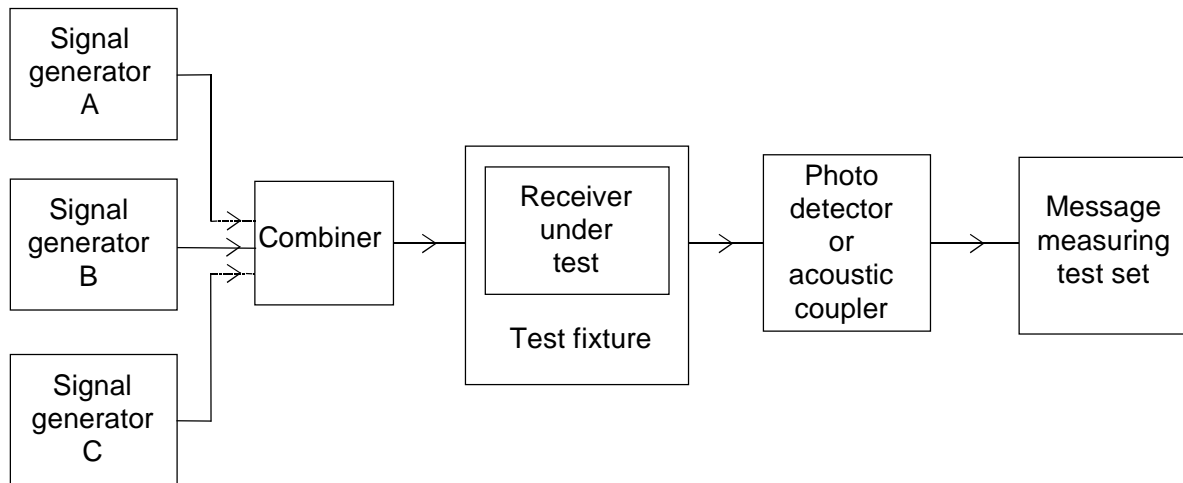 Signal
generator
A
Signal
generator
B
Signal
generator
C
Combiner
Receiver
under
test
Test fixture
Photo
detector
or
acoustic
coupler
Message
measuring
test set